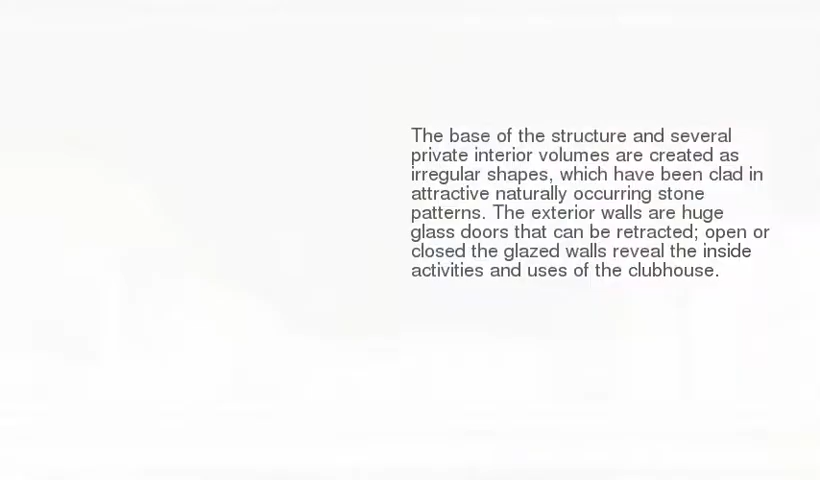 The base of the structure and several
private interior volumes are created as
irregular shapes, which have been clad in
attractive naturally occurring stone
patterns. The exterior walls are huge
glass doors that can be retracted; open or
closed the glazed walls reveal the inside
activities and uses of the clubhouse.